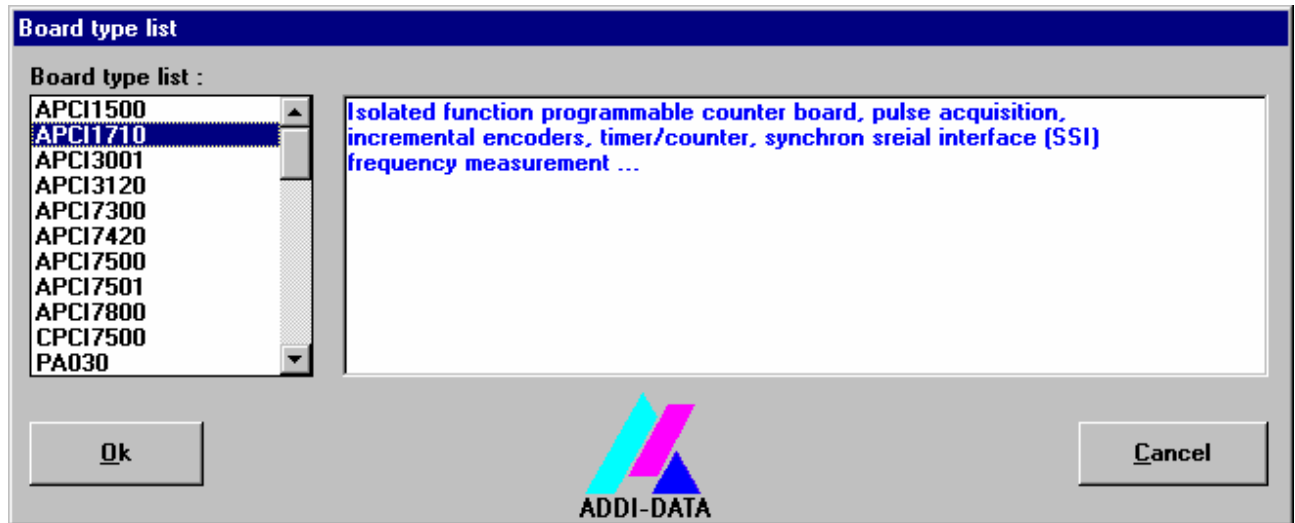 Board type list
Board type list :
APCI1500
APCI1710
APCI3001
APCI3120
APCI7300
APCI7420
APCI7500
APCI7501
APCI7800
CPCI7500
PA030
Isolated function programmable counter board, pulse acquisition,
incremental encoders, timer/counter, synchron sreial interface (SSI)
frequency measurement ...
Ok
ADDI-DATA
Cancel